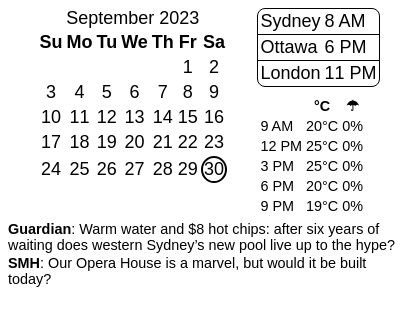 September 2023
Su Mo Tu We Th Fr Sa
1 2
3 4 5 6 7 8 9
10 11 12 13 14 15 16
17 18 19 20 21 22 23
24 25 26 27 28 29 30
Sydney 8 AM
Ottawa 6 PM
London 11 PM
°C ☂
9 AM 20°C 0%
12 PM 25°C 0%
3 PM 25°C 0%
6 PM 20°C 0%
9 PM 19°C 0%
Guardian: Warm water and $8 hot chips: after six years of
waiting does western Sydney’s new pool live up to the hype?
SMH: Our Opera House is a marvel, but would it be built
today?